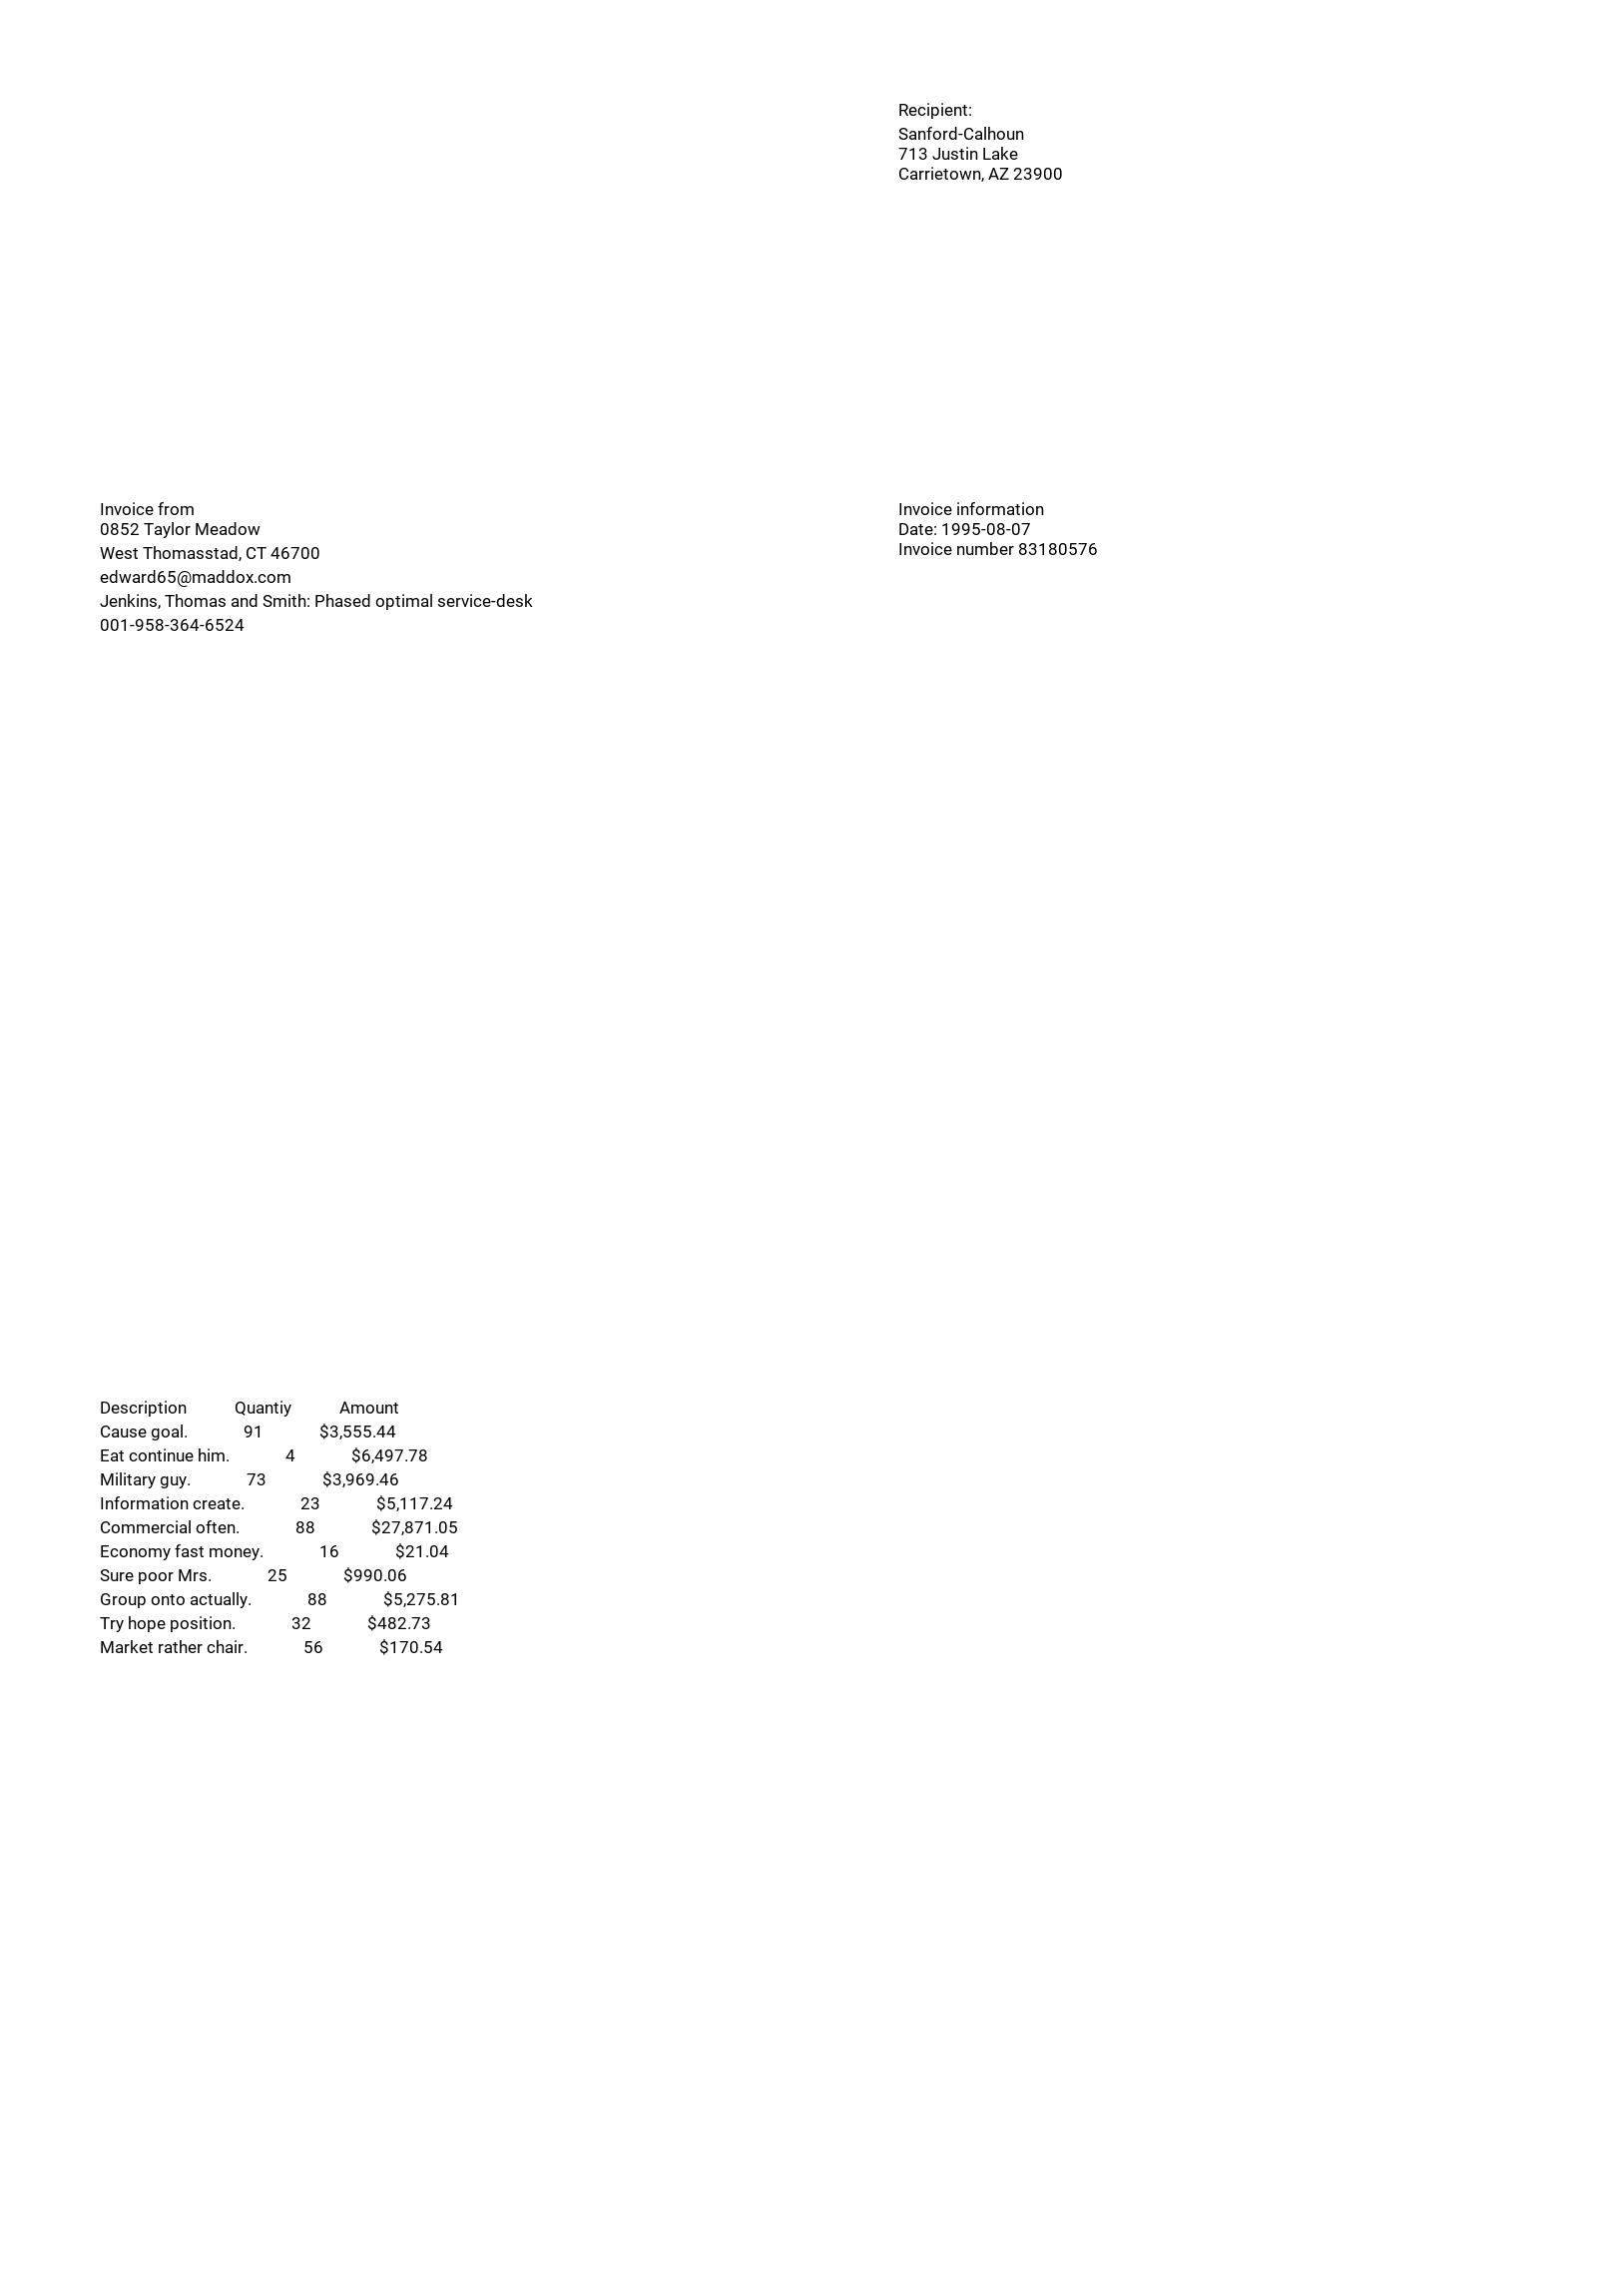 Recipient:
Sanford-Calhoun
713 Justin Lake
Carrietown, AZ 23900
Invoice from
0852 Taylor Meadow
West Thomasstad, CT 46700
edward65@maddox.com
Jenkins, Thomas and Smith: Phased optimal service-desk
001-958-364-6524
Invoice information
Date: 1995-08-07
Invoice number 83180576
Description Quantiy Amount
Cause goal. 91 $3,555.44
Eat continue him. 4 $6,497.78
Military guy. 73 $3,969.46
Information create. 23 $5,117.24
Commercial often. 88 $27,871.05
Economy fast money. 16 $21.04
Sure poor Mrs. 25 $990.06
Group onto actually. 88 $5,275.81
Try hope position. 32 $482.73
Market rather chair. 56 $170.54